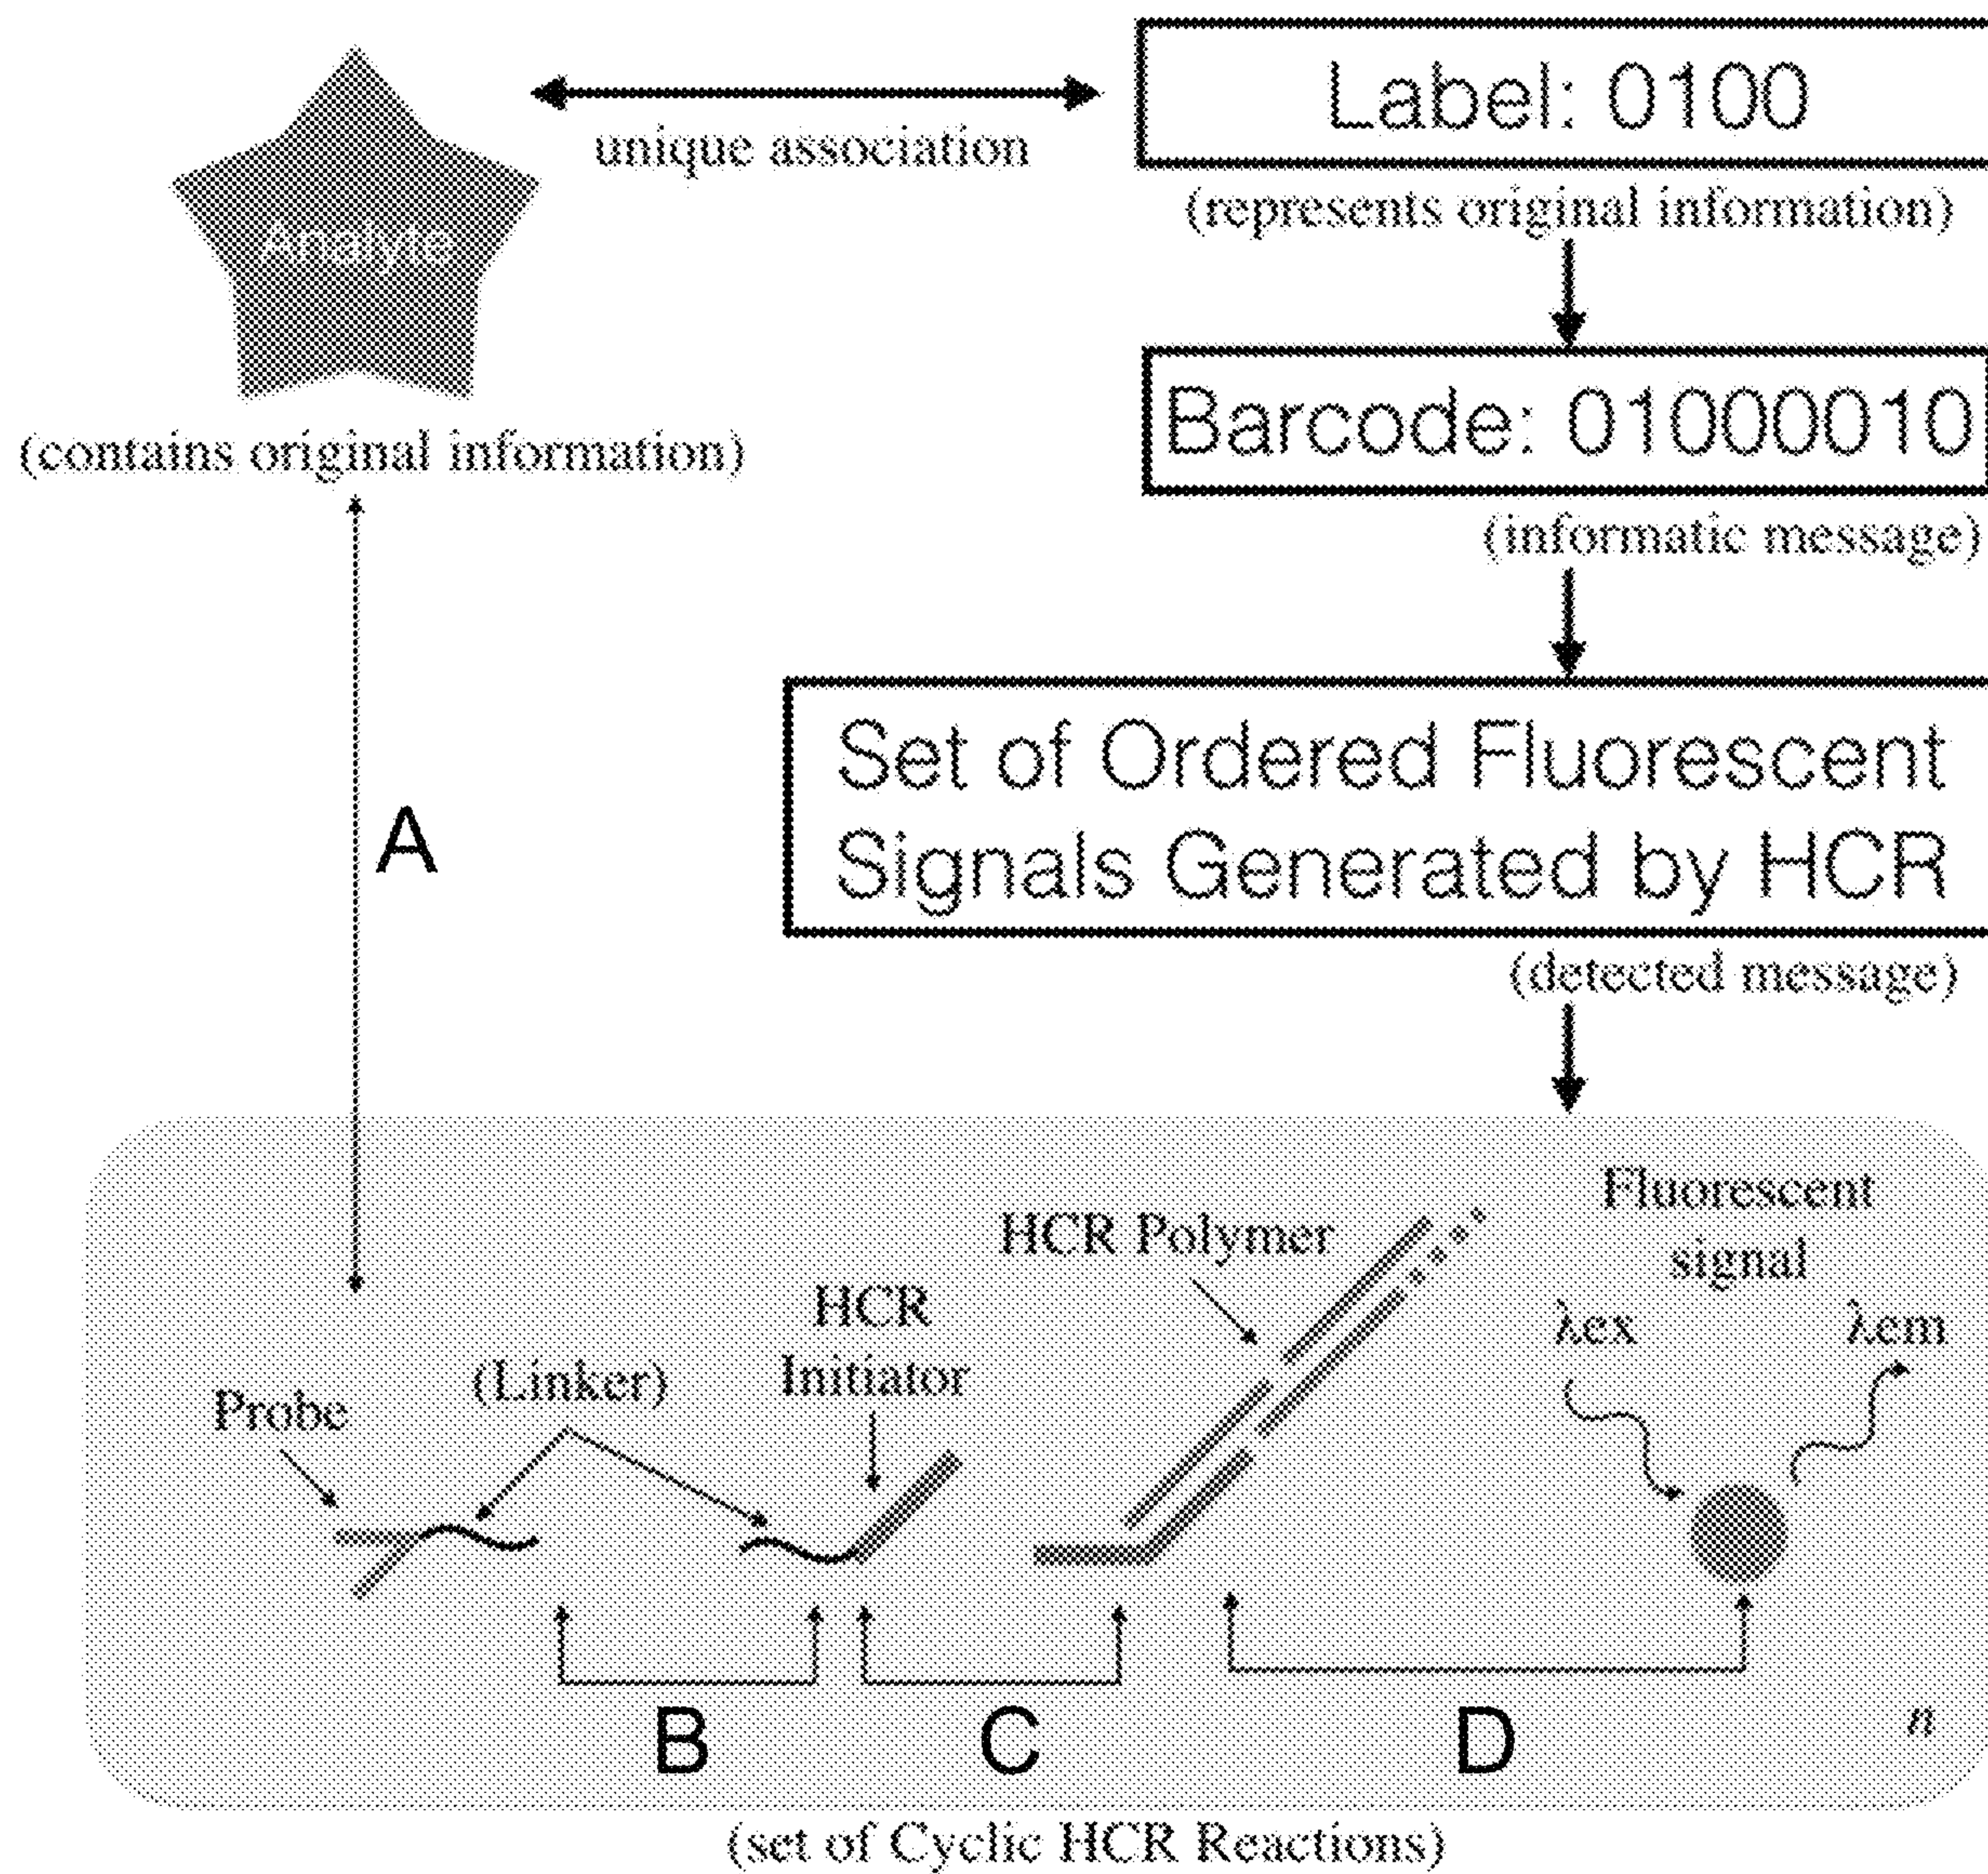 Label: 0100
unique association
(represents original information)
Analyte
Barcode: 01000010
(contains original information)
(informatic message)
Set of Ordered Fluorescent
Signals Generated by HCR
A
(detected message)
Fluorescent
signal
HCR Polymer
HCR
Initiator
λex
λem
(Linker)
Probe
B
C
D
n
(set of Cyclic HCR Reactions)